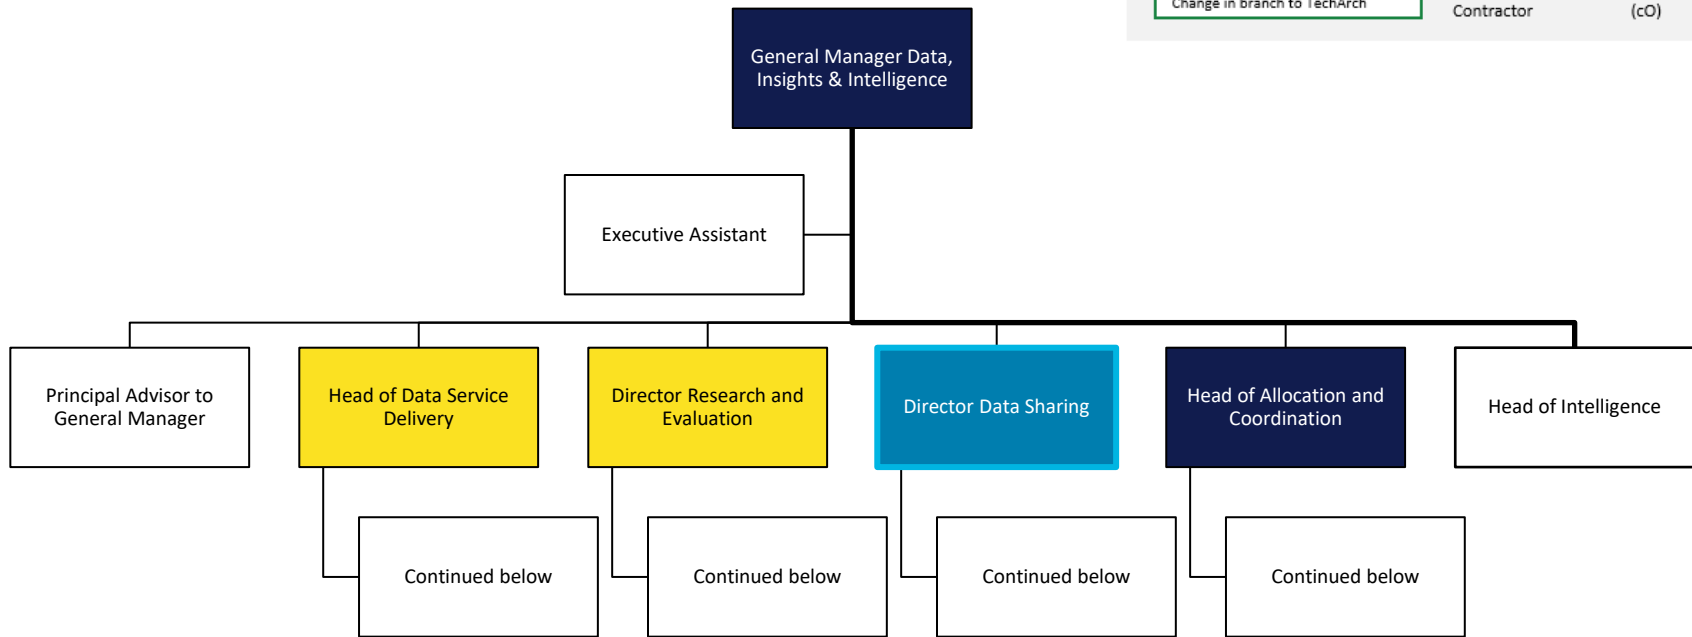 Change in branch to TechArch
Contractor (cO)
General Manager Data,
Insights & Intelligence
Executive Assistant
Principal Advisor to
General Manager
Head of Data Service
Delivery
Director Research and
Evaluation
Director Data Sharing
Head of Allocation and
Coordination
Head of Intelligence
Continued below
Continued below
Continued below
Continued below